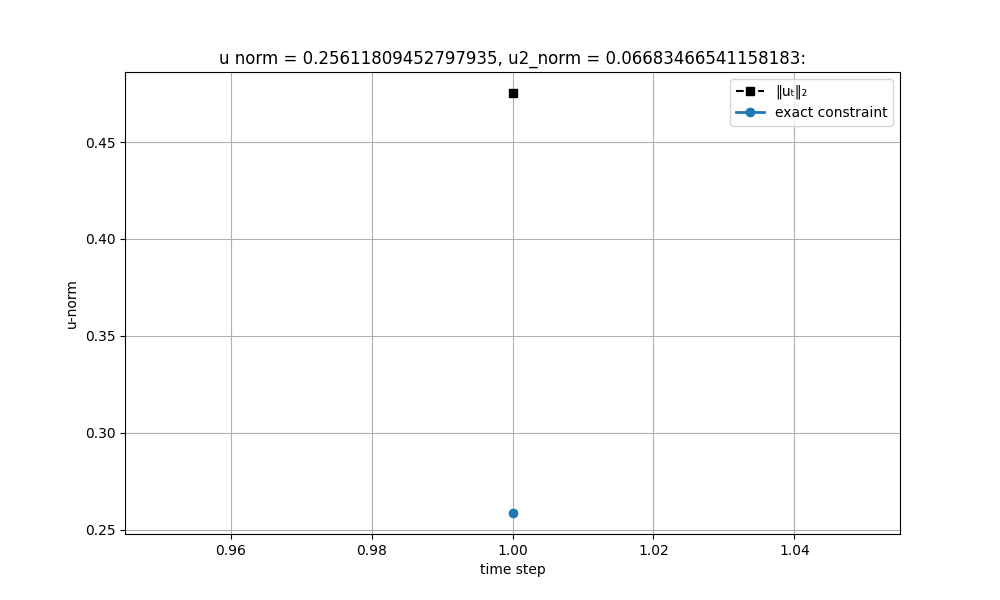 u norm = 0.25611809452797935, u2_norm = 0.06683466541158183:
‖uₜ‖₂
exact constraint
0.45
0.40
0.35
0.30
0.25
u-norm
0.96
0.98
1.00
1.02
1.04
time step